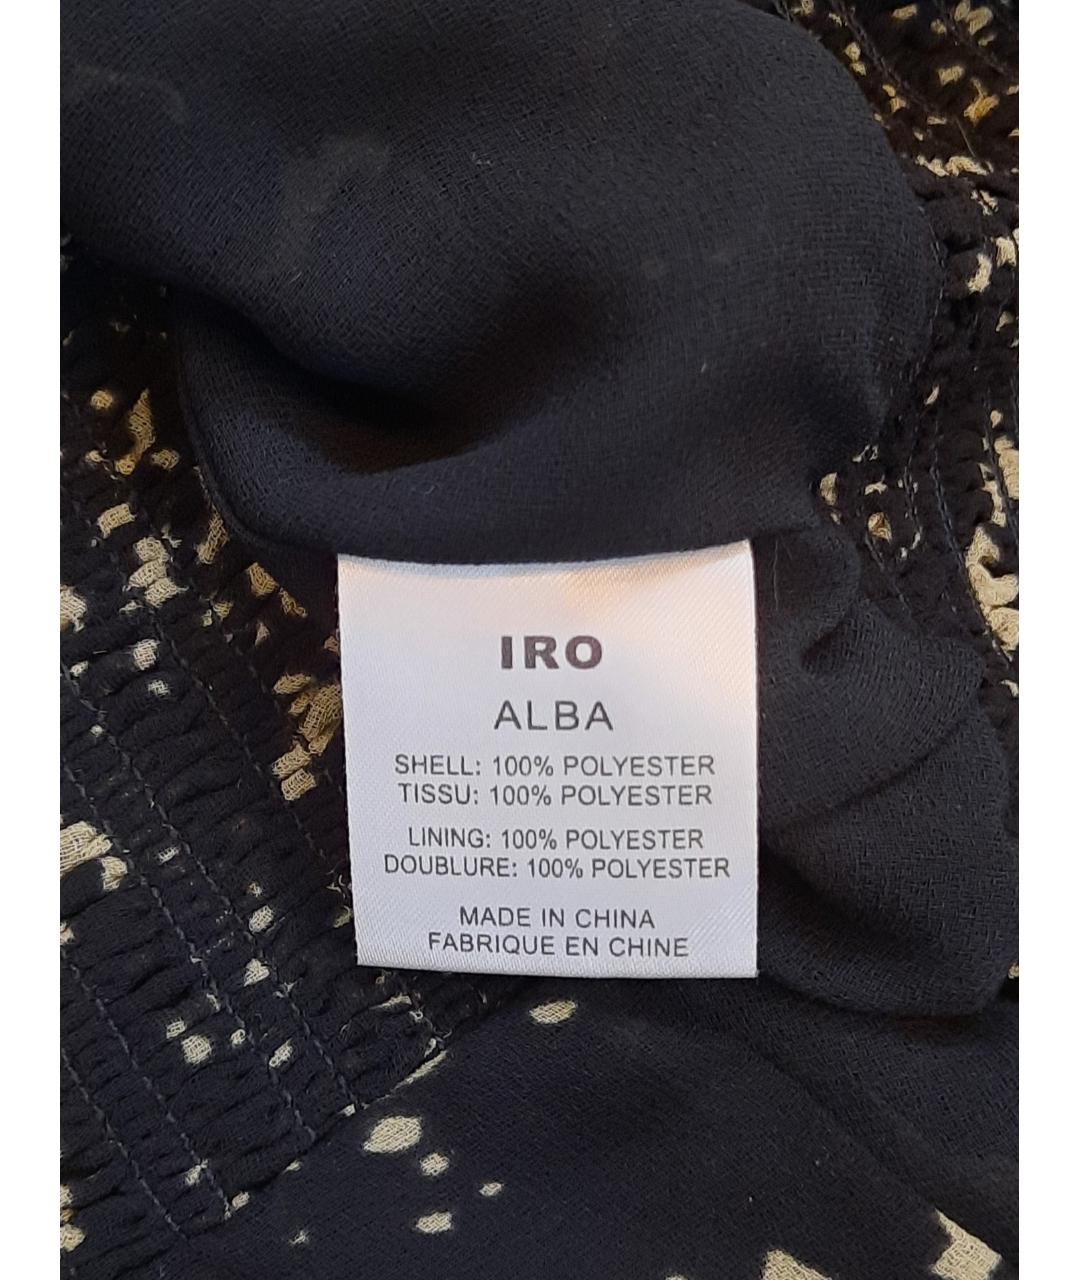 IRO
ALBA
SHELL: 100% POLYESTER
TISSU: 100% POLYESTER
LINING: 100% POLYESTER
DOUBLURE: 100% POLYESTER
MADE IN CHINA
FABRIQUE EN CHINE